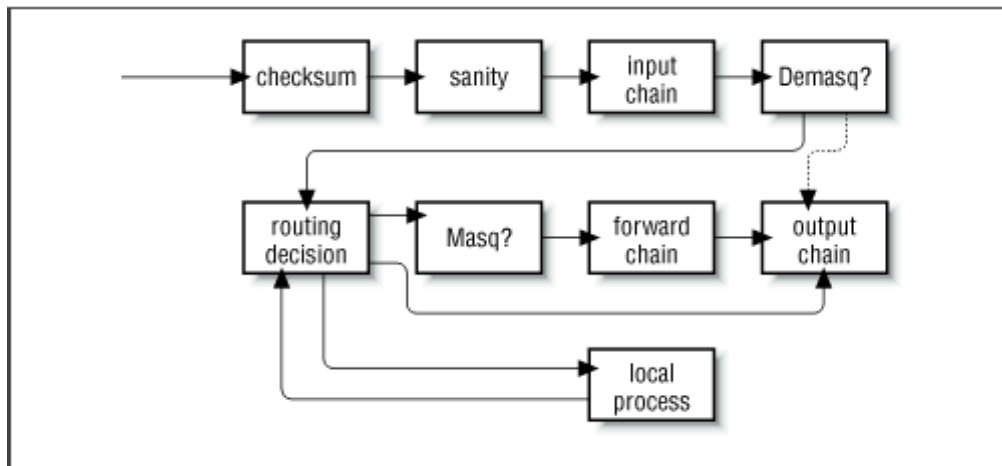 checksum
sanity
input
chain
Demasq?
routing
decision
Masq?
forward
chain
output
chain
local
process